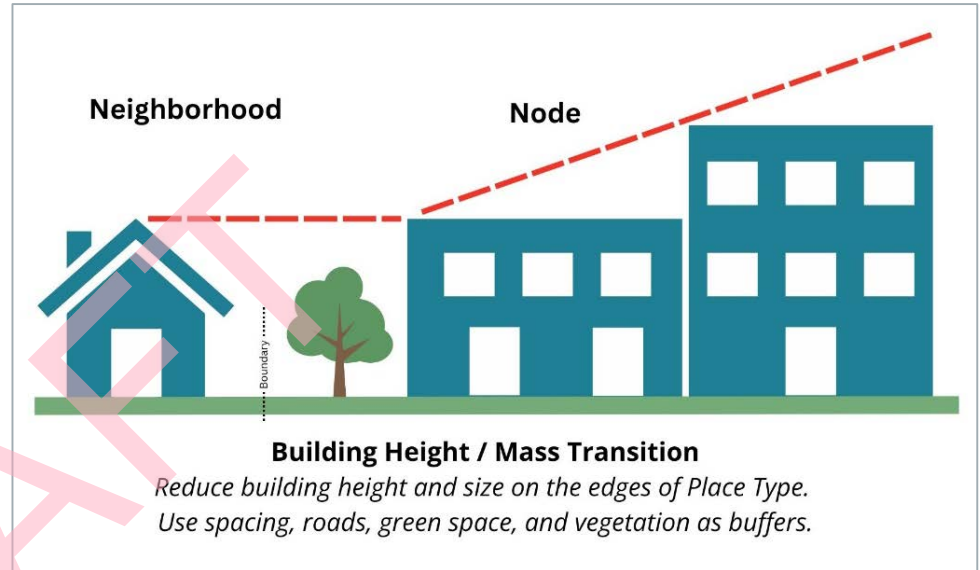 Neighborhood
Node
Boundary
Building Height / Mass Transition
Reduce building height and size on the edges of Place Type.
Use spacing, roads, green space, and vegetation as buffers.
AFT